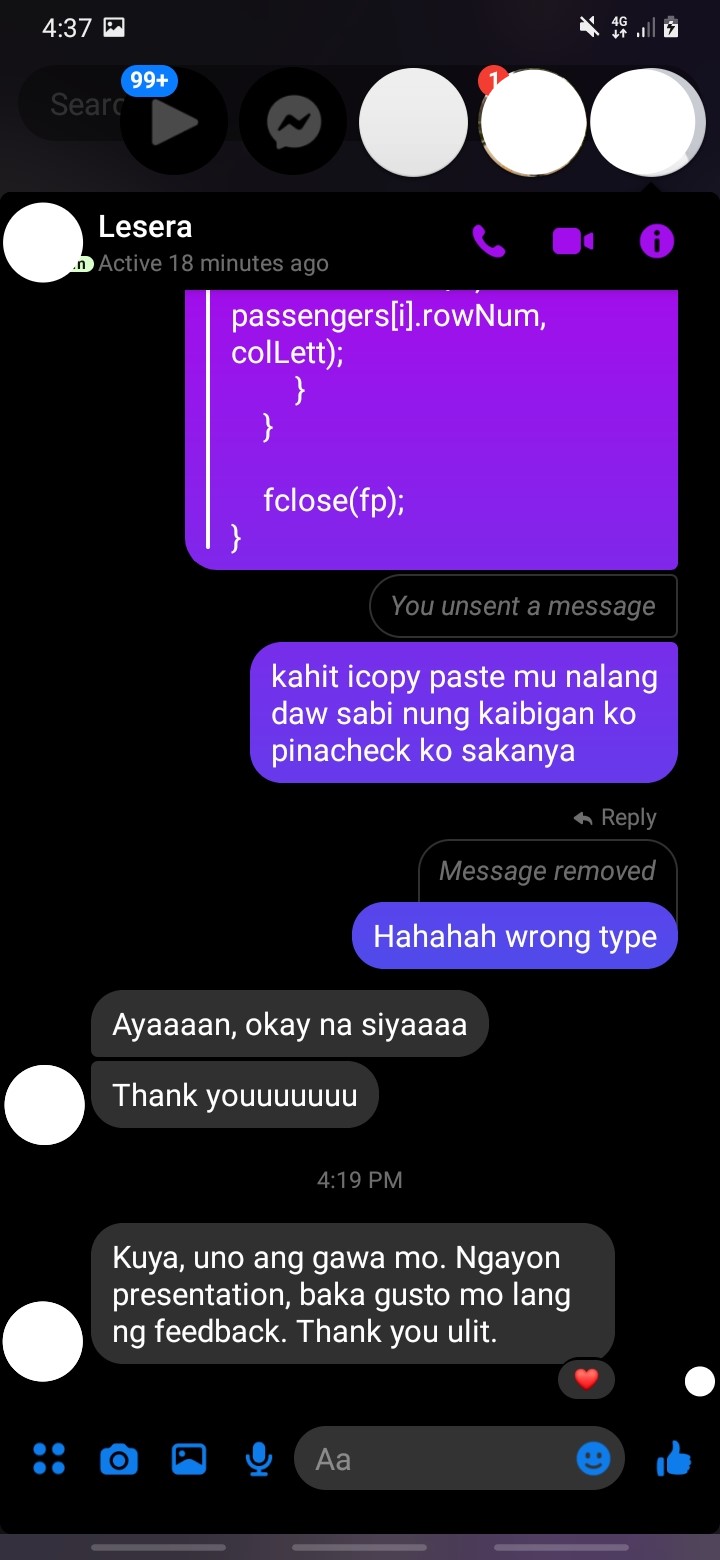 4:37
4G
99+
1
Searc
Lesera
Active 18 minutes ago
passengers[i].rowNum,
colLett);
}
}
fclose(fp);
}
You unsent a message
kahit icopy paste mu nalang
daw sabi nung kaibigan ko
pinacheck ko sakanya
Reply
Message removed
Hahahah wrong type
Ayaaaan, okay na siyaaaa
Thank youuuuuuu
4:19 PM
Kuya, uno ang gawa mo. Ngayon
presentation, baka gusto mo lang
ng feedback. Thank you ulit.
Aa